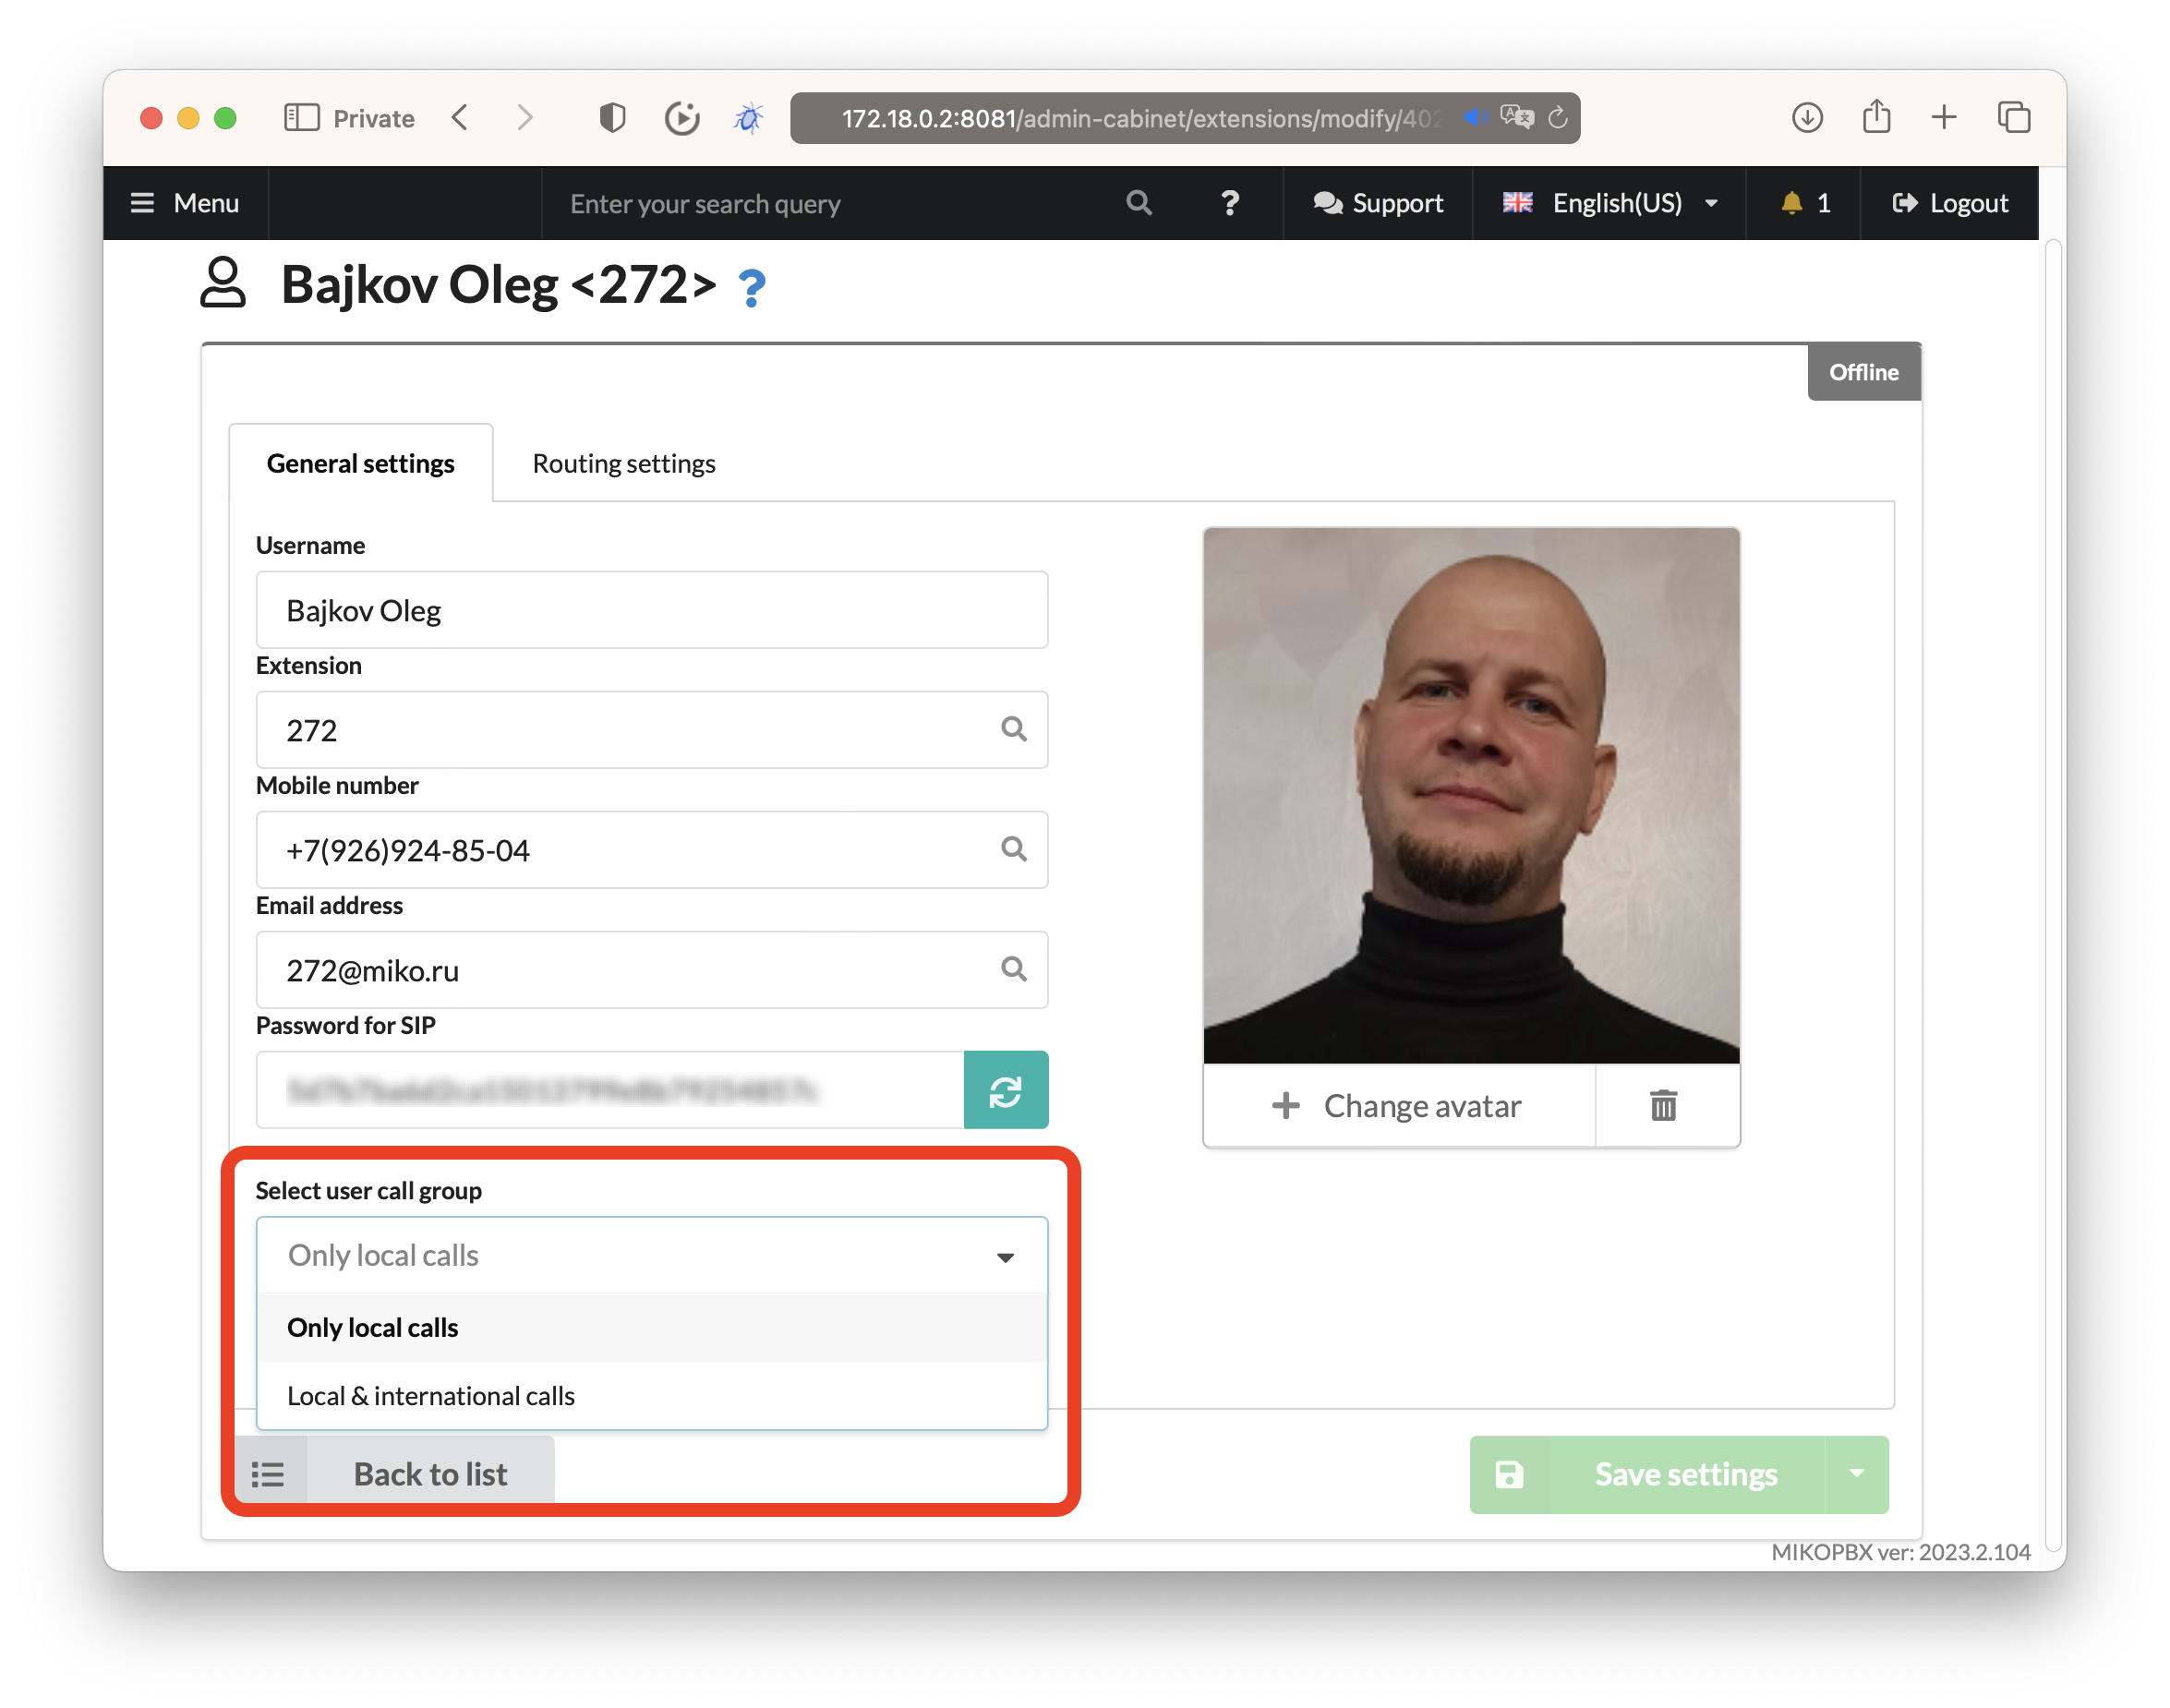 Private
172.18.0.2:8081/admin-cabinet/extensions/modify/402
Menu
Enter your search query
?
Support
English(US)
1
Logout
Bajkov Oleg <272> ?
Offline
General settings
Routing settings
Username
Bajkov Oleg
Extension
272
Mobile number
+7(926)924-85-04
Email address
272@miko.ru
Password for SIP
Change avatar
Select user call group
Only local calls
Only local calls
Local & international calls
Back to list
Save settings
MIKOPBX ver: 2023.2.104